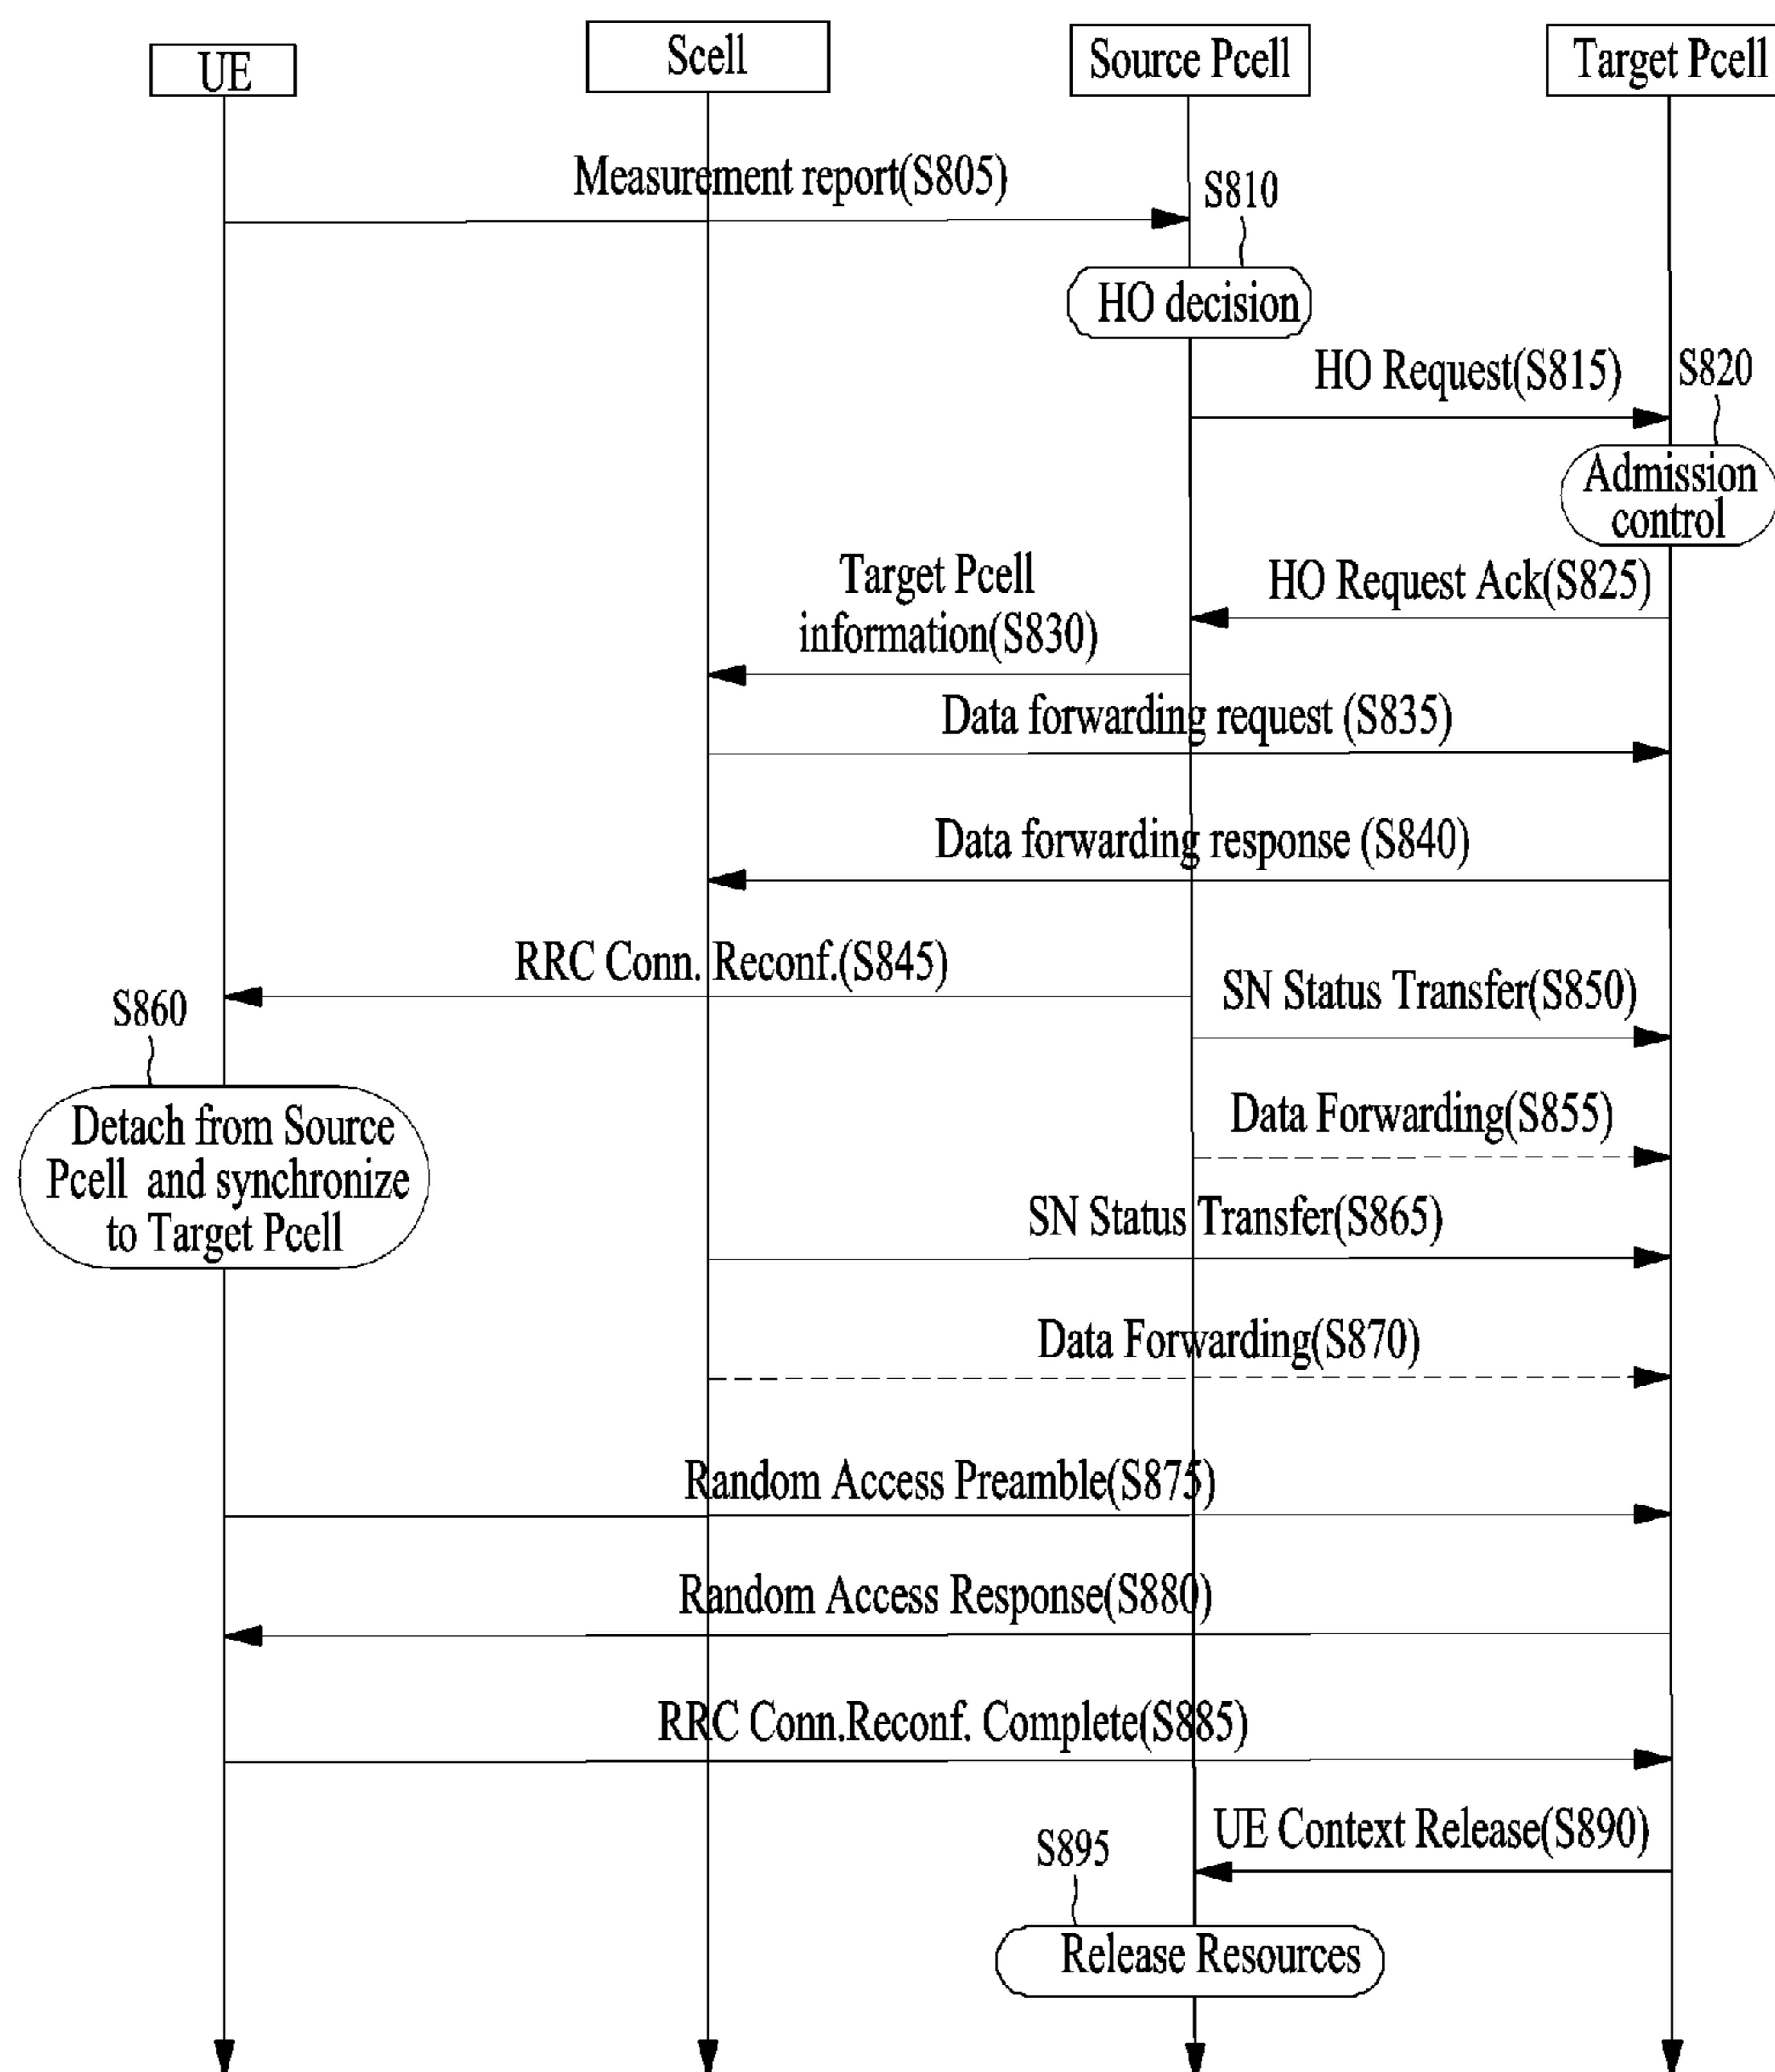 UE
Scell
Source Pcell
Target Pcell
Measurement report(S805)
S810
HO decision
HO Request(S815)
S820
Admission
control
HO Request Ack(S825)
Target Pcell
information(S830)
Data forwarding request (S835)
Data forwarding response (S840)
RRC Conn. Reconf.(S845)
SN Status Transfer(S850)
S860
Detach from Source
Pcell and synchronize
to Target Pcell
Data Forwarding(S855)
SN Status Transfer(S865)
Data Forwarding(S870)
Random Access Preamble(S875)
Random Access Response(S880)
RRC Conn.Reconf. Complete(S885)
UE Context Release(S890)
S895
Release Resources